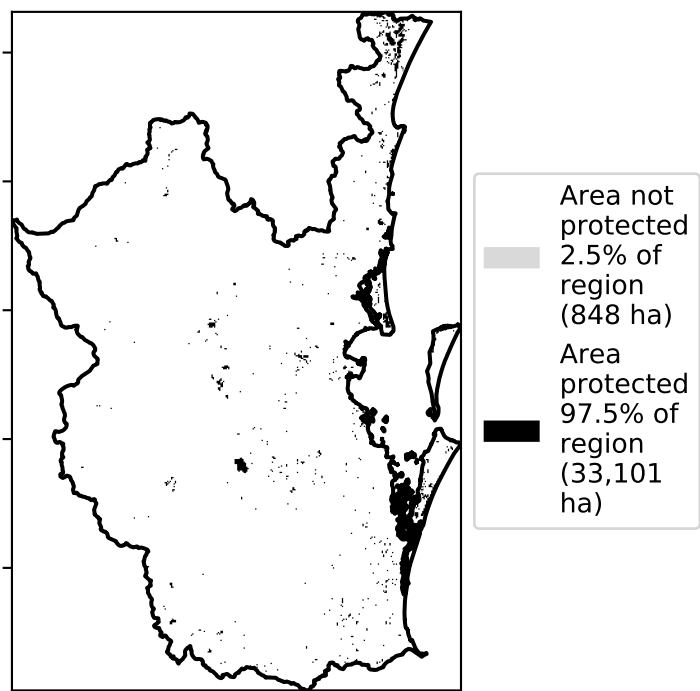 Area not
protected
2.5% of
region
(848 ha)
Area
protected
97.5% of
region
(33,101
ha)